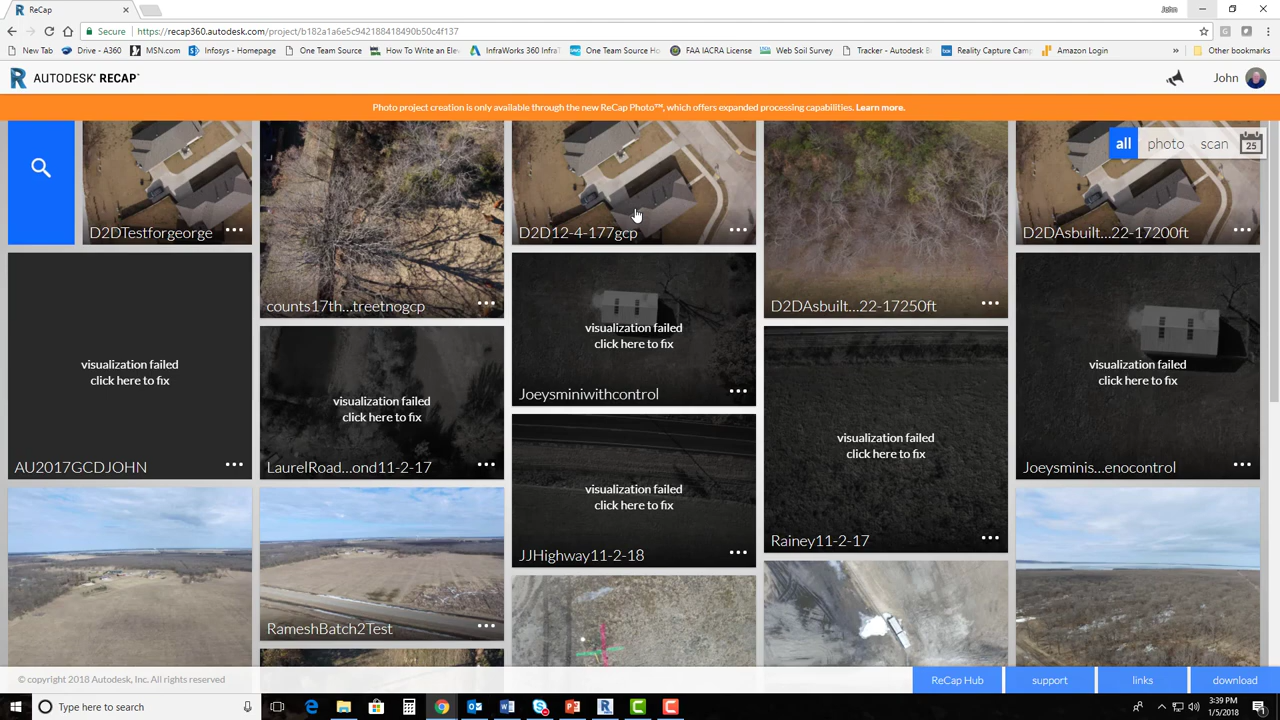 ReCap
John
Secure
https://recap360.autodesk.com/project/b182a1a6e5c942188418490b50c4f137
New Tab
Drive - A360
MSN.com
Infosys - Homepage
One Team Source
How To Write an Ele
InfraWorks 360 Infra
One Team Source Ho
FAA IACRA License
Web Soil Survey
Tracker - Autodesk B
Reality Capture Cam
Amazon Login
»
Other bookmarks
AUTODESK® RECAP™
John
Photo project creation is only available through the new ReCap Photo™, which offers expanded processing capabilities. Learn more.
all
photo
scan
25
D2DTestforgeorge
counts17th...treetnogcp
D2D12-4-177gcp
D2DAsbuilt...22-17250ft
D2DAsbuilt...22-17200ft
visualization failed
click here to fix
AU2017GCDJOHN
visualization failed
click here to fix
LaurelRoad...ond11-2-17
visualization failed
click here to fix
Joeysminiwithcontrol
visualization failed
click here to fix
Rainey11-2-17
visualization failed
click here to fix
Joeysminis...enocontrol
visualization failed
click here to fix
JJHighway11-2-18
RameshBatch2Test
© copyright 2018 Autodesk, Inc. All rights reserved
ReCap Hub
support
links
download
Type here to search
3:39 PM
1/5/2018